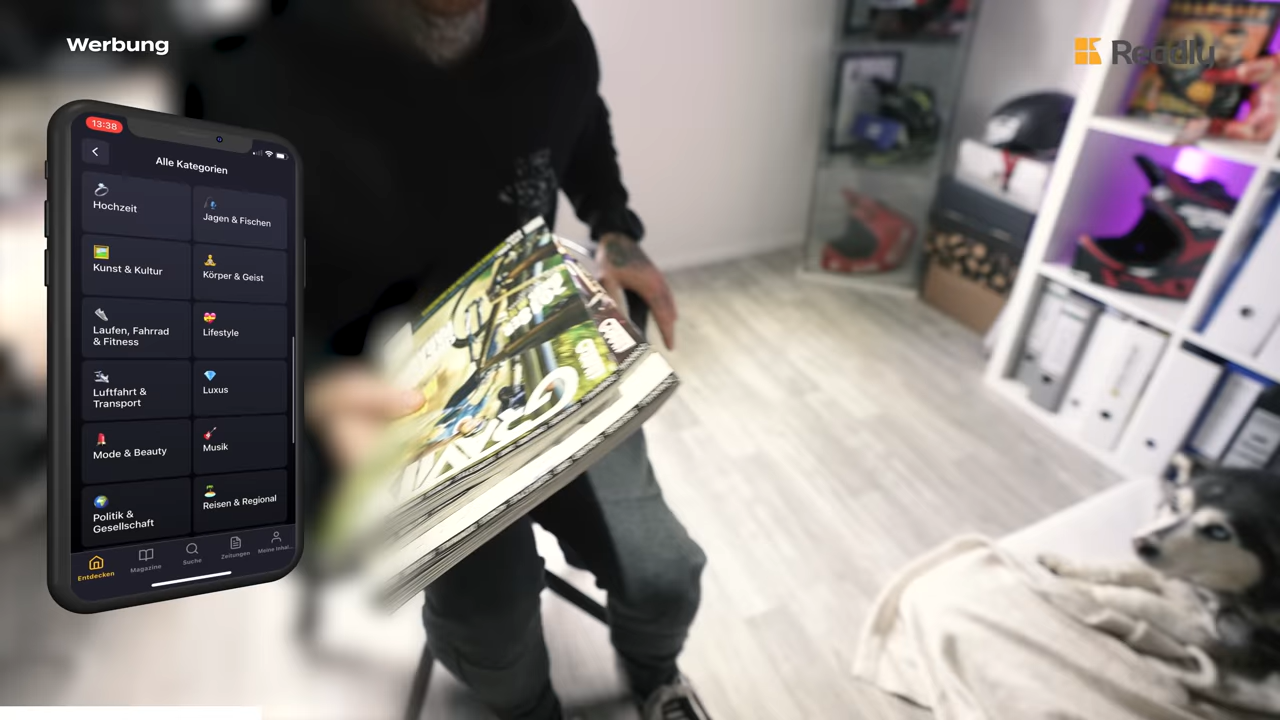 Werbung
Readly
13:38
Alle Kategorien
Hochzeit
Jagen & Fischen
Kunst & Kultur
Körper & Geist
Laufen, Fahrrad
& Fitness
Lifestyle
Luftfahrt &
Transport
Luxus
Mode & Beauty
Musik
Politik &
Gesellschaft
Reisen & Regional
Entdecken
Magazine
Suche
Zeitungen